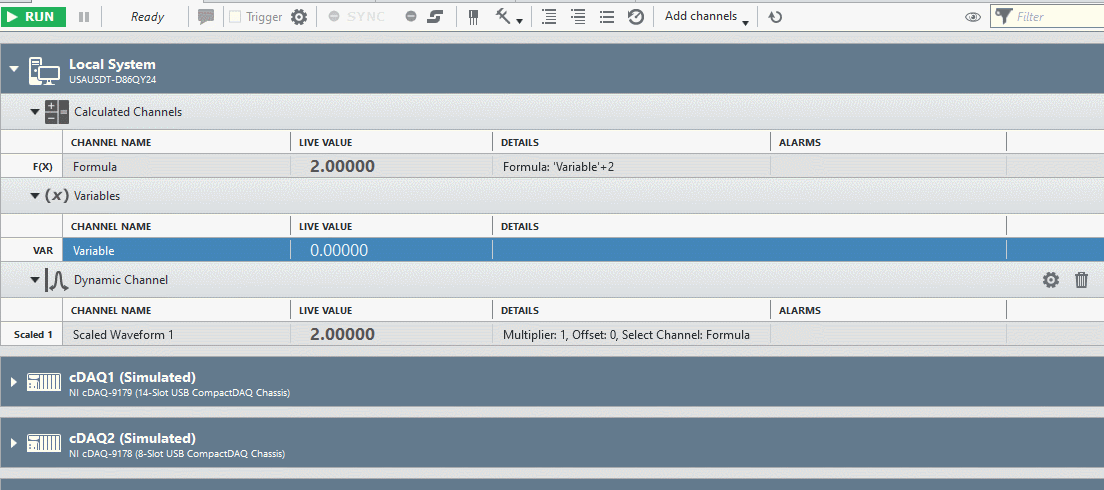 RUN Ready Trigger SYNC Add channels Filter
Local System
USAUSDT-D86QY24
Calculated Channels
CHANNEL NAME LIVE VALUE DETAILS ALARMS
F(X) Formula 2.00000 Formula: 'Variable'+2
(x) Variables
CHANNEL NAME LIVE VALUE DETAILS
VAR Variable 0.00000
Dynamic Channel
CHANNEL NAME LIVE VALUE DETAILS ALARMS
Scaled 1 Scaled Waveform 1 2.00000 Multiplier: 1, Offset: 0, Select Channel: Formula
cDAQ1 (Simulated)
NI cDAQ-9179 (14-Slot USB CompactDAQ Chassis)
cDAQ2 (Simulated)
NI cDAQ-9178 (8-Slot USB CompactDAQ Chassis)